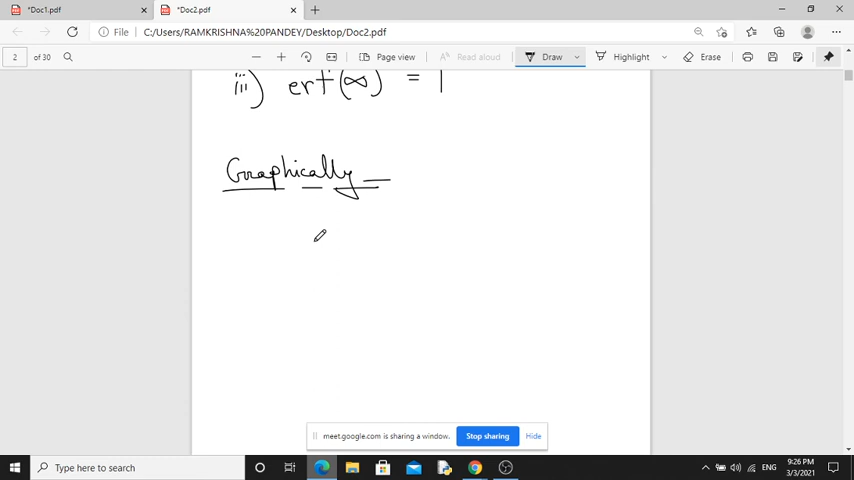 *Doc1.pdf
*Doc2.pdf
File
C:/Users/RAMKRISHNA%20PANDEY/Desktop/Doc2.pdf
2 of 30
Page view
Read aloud
Draw
Highlight
Erase
iii) erf(∞) = 1
Graphically _
meet.google.com is sharing a window.
Stop sharing
Hide
Type here to search
ENG
9:26 PM
3/3/2021